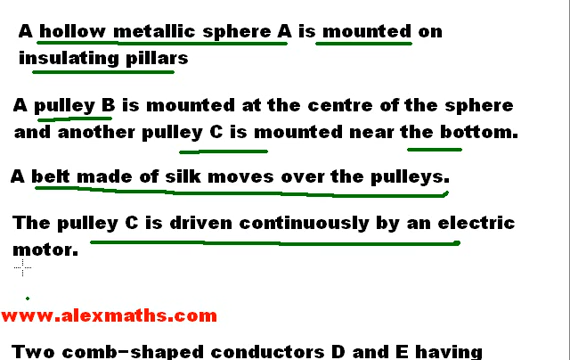 A hollow metallic sphere A is mounted on
insulating pillars
A pulley B is mounted at the centre of the sphere
and another pulley C is mounted near the bottom.
A belt made of silk moves over the pulleys.
The pulley C is driven continuously by an electric
motor.
www.alexmaths.com
Two comb-shaped conductors D and E having